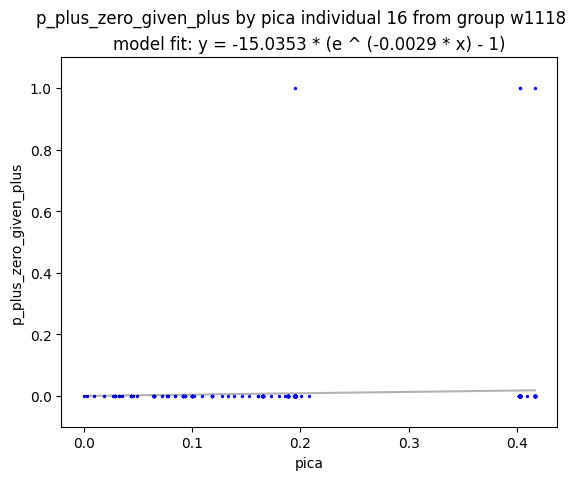 p_plus_zero_given_plus by pica individual 16 from group w1118
model fit: y = -15.0353 * (e ^ (-0.0029 * x) - 1)
1.0
0.8
0.6
0.4
0.2
0.0
p_plus_zero_given_plus
0.0 0.1 0.2 0.3 0.4
pica